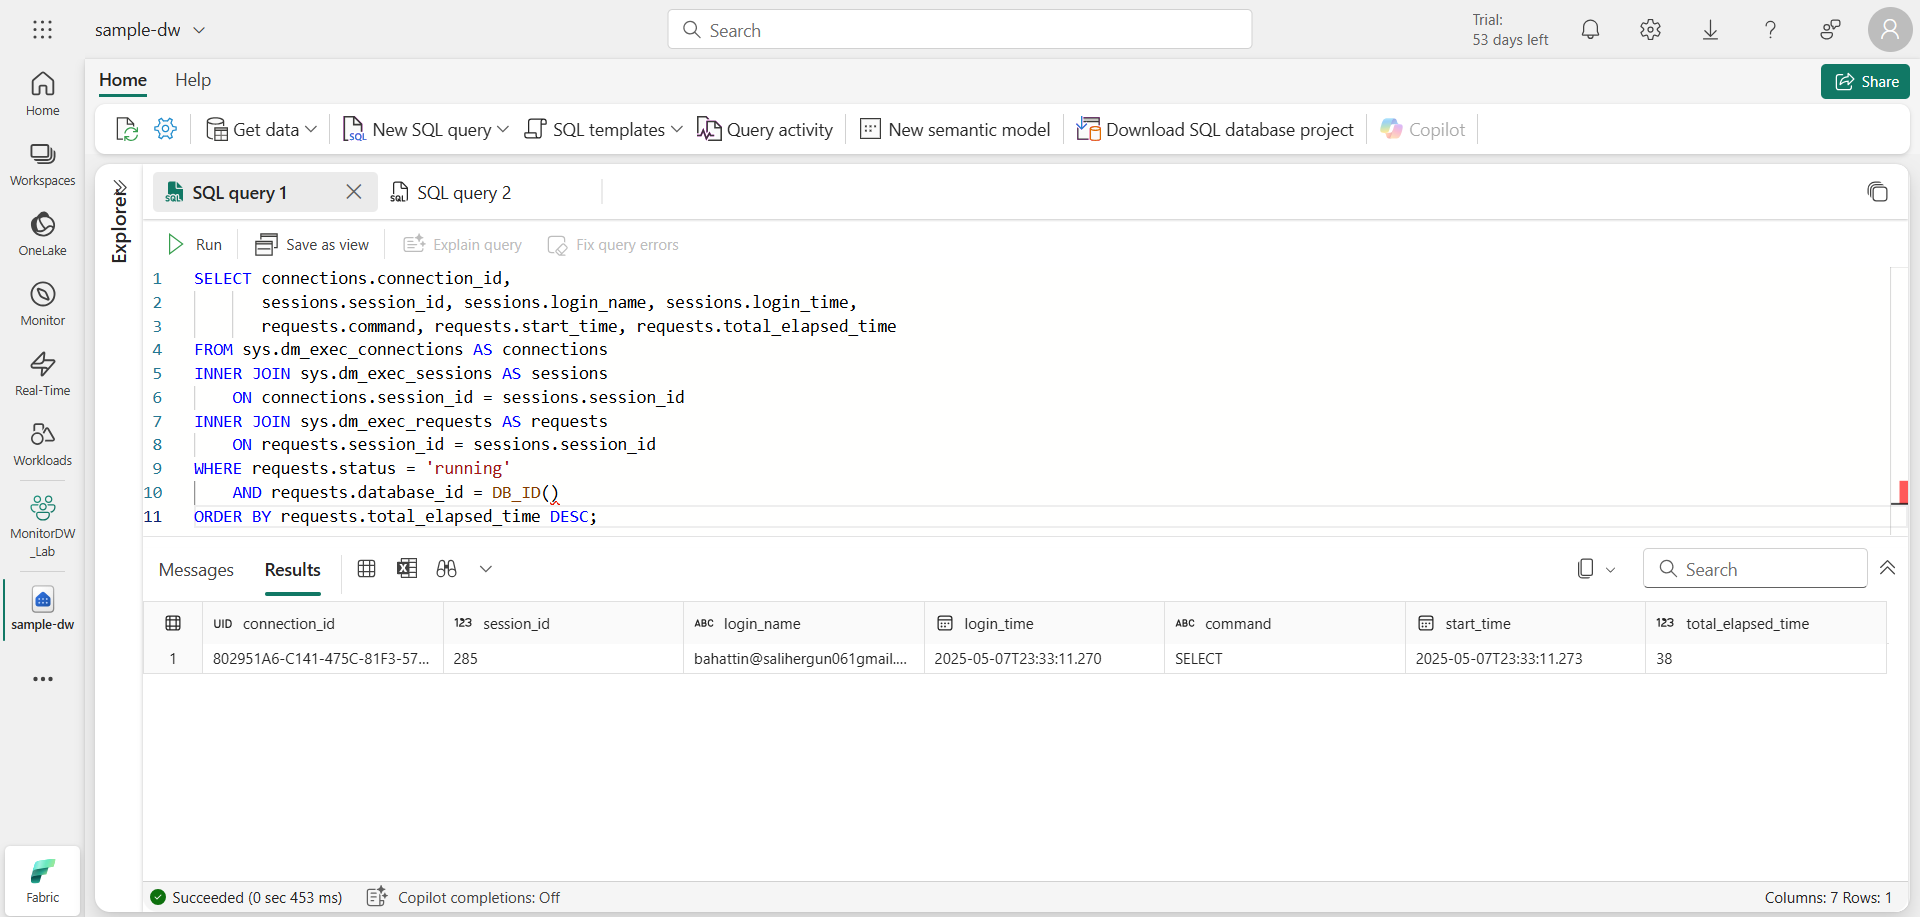 sample-dw
Search
Trial:
53 days left
Home
Help
Share
Get data
New SQL query
SQL templates
Query activity
New semantic model
Download SQL database project
Copilot
Home
Workspaces
OneLake
Monitor
Real-Time
Workloads
MonitorDW
_Lab
sample-dw
Fabric
Explorer
SQL query 1
SQL query 2
Run
Save as view
Explain query
Fix query errors
1 SELECT connections.connection_id,
2 sessions.session_id, sessions.login_name, sessions.login_time,
3 requests.command, requests.start_time, requests.total_elapsed_time
4 FROM sys.dm_exec_connections AS connections
5 INNER JOIN sys.dm_exec_sessions AS sessions
6 ON connections.session_id = sessions.session_id
7 INNER JOIN sys.dm_exec_requests AS requests
8 ON requests.session_id = sessions.session_id
9 WHERE requests.status = 'running'
10 AND requests.database_id = DB_ID()
11 ORDER BY requests.total_elapsed_time DESC;
Messages
Results
Search
UID connection_id 123 session_id ABC login_name login_time ABC command start_time 123 total_elapsed_time
1 802951A6-C141-475C-81F3-57... 285 bahattin@salihergun061gmail.... 2025-05-07T23:33:11.270 SELECT 2025-05-07T23:33:11.273 38
Succeeded (0 sec 453 ms)
Copilot completions: Off
Columns: 7 Rows: 1